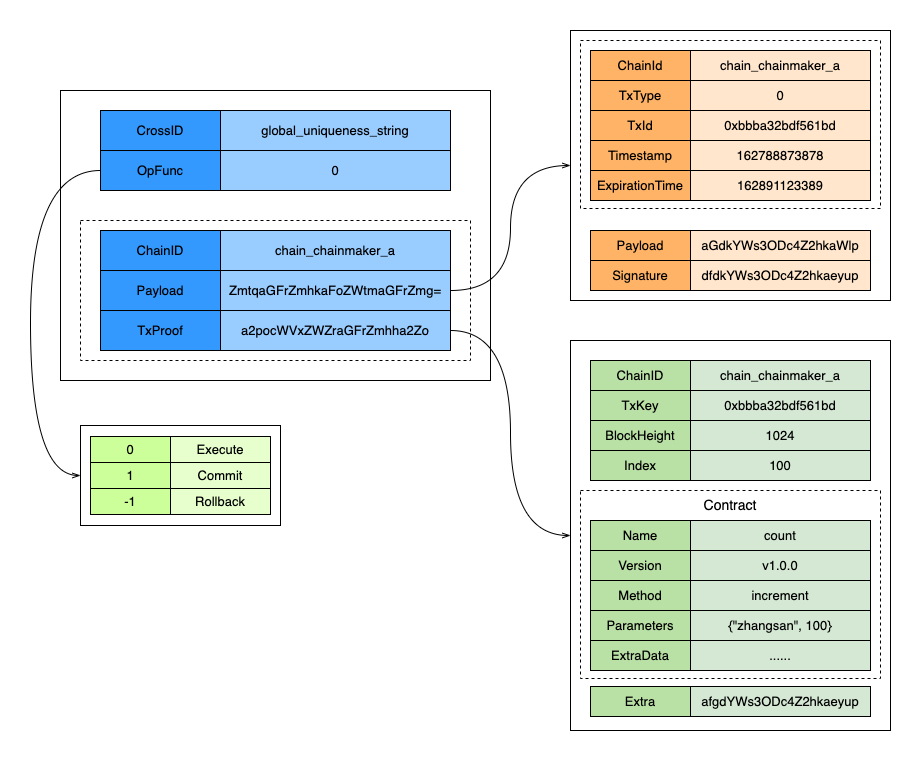 CrossID global_uniqueness_string
OpFunc 0
ChainID chain_chainmaker_a
Payload ZmtqaGFrZmhkaFoZWtmaGFrZmg=
TxProof a2pocWVxZWZraGFrZmhha2Zo
0 Execute
1 Commit
-1 Rollback
ChainId chain_chainmaker_a
TxType 0
TxId 0xbbba32bdf561bd
Timestamp 162788873878
ExpirationTime 162891123389
Payload aGdkYWs3ODc4Z2hkaWlp
Signature dfdkYWs3ODc4Z2hkaeyup
ChainID chain_chainmaker_a
TxKey 0xbbba32bdf561bd
BlockHeight 1024
Index 100
Contract
Name count
Version v1.0.0
Method increment
Parameters {"zhangsan", 100}
ExtraData ......
Extra afgdYWs3ODc4Z2hkaeyup